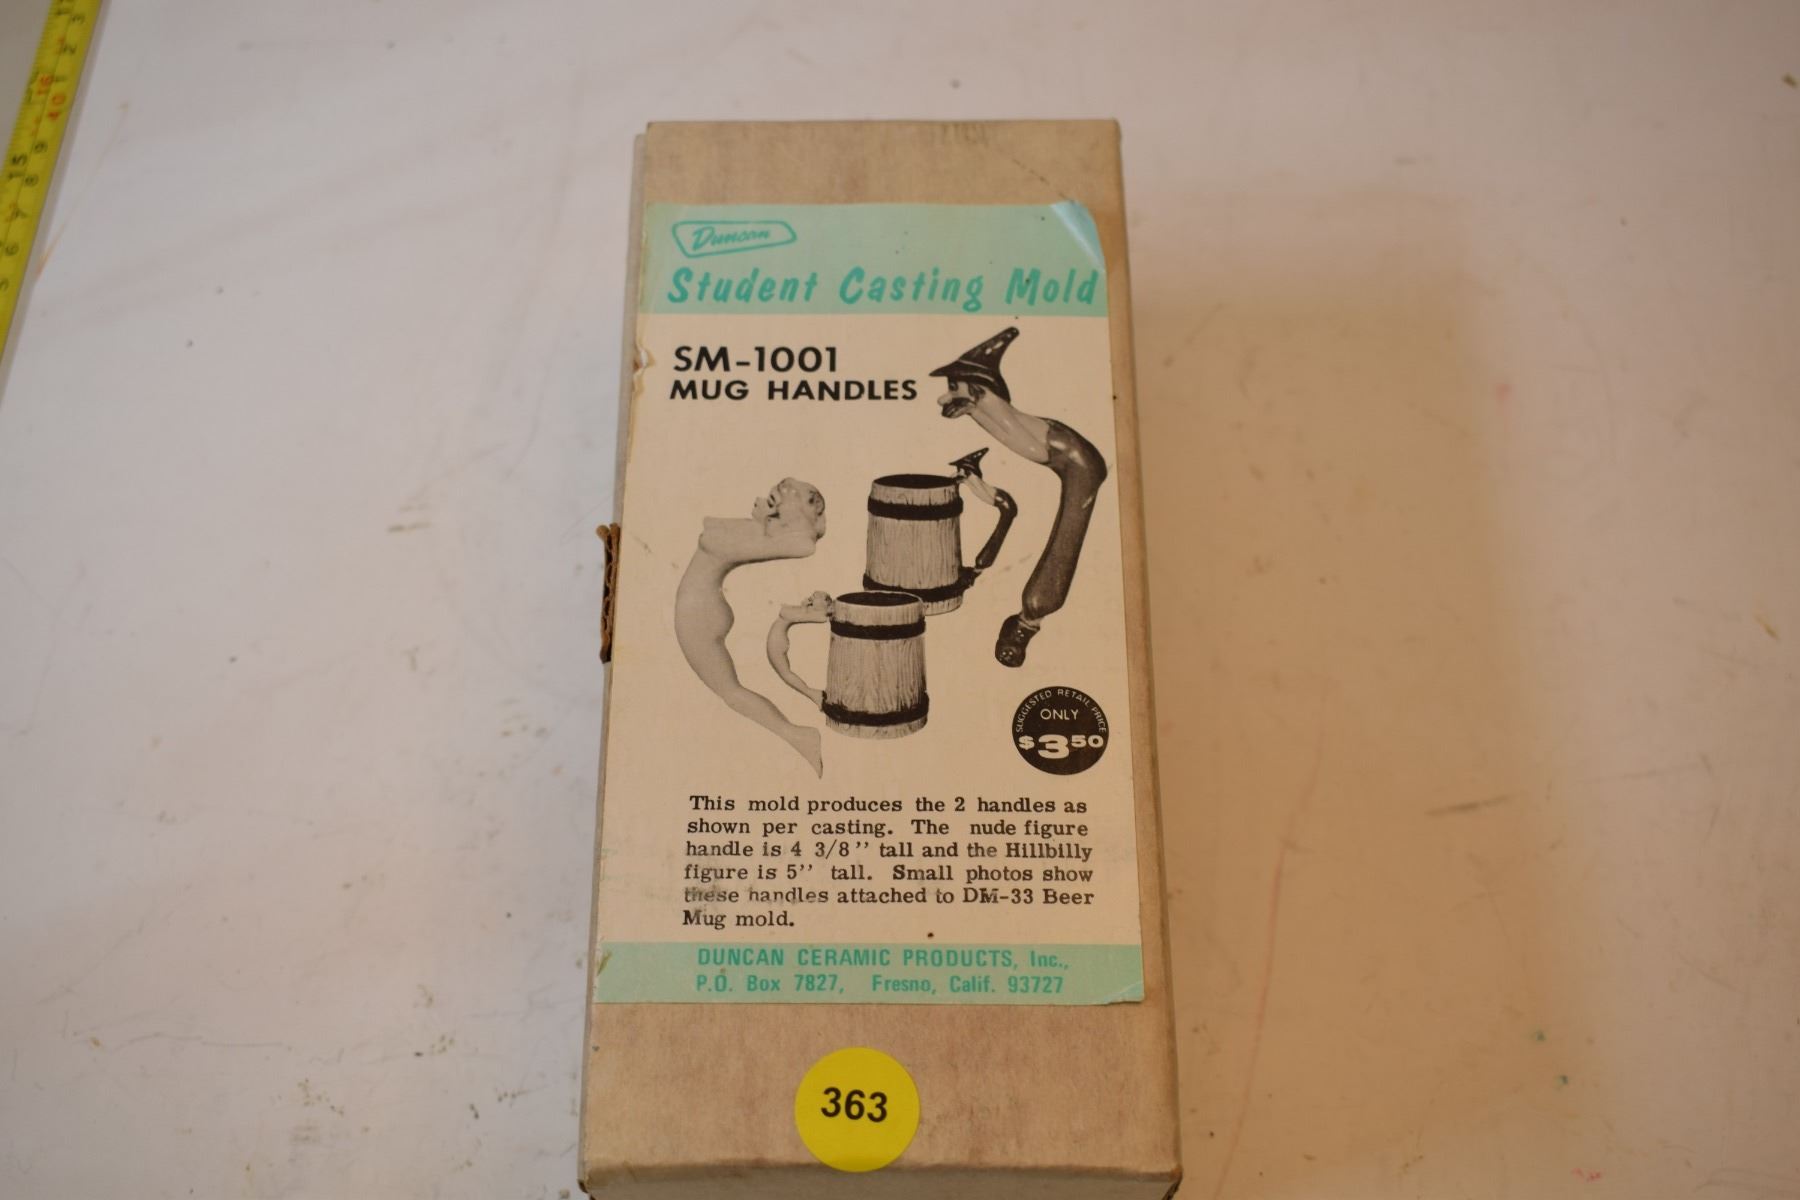 Duncan
Student Casting Mold
SM-1001
MUG HANDLES
SUGGESTED RETAIL PRICE
ONLY
$3.50
This mold produces the 2 handles as
shown per casting. The nude figure
handle is 4 3/8'' tall and the Hillbilly
figure is 5'' tall. Small photos show
these handles attached to DM-33 Beer
Mug mold.
DUNCAN CERAMIC PRODUCTS, Inc.,
P.O. Box 7827, Fresno, Calif. 93727
363